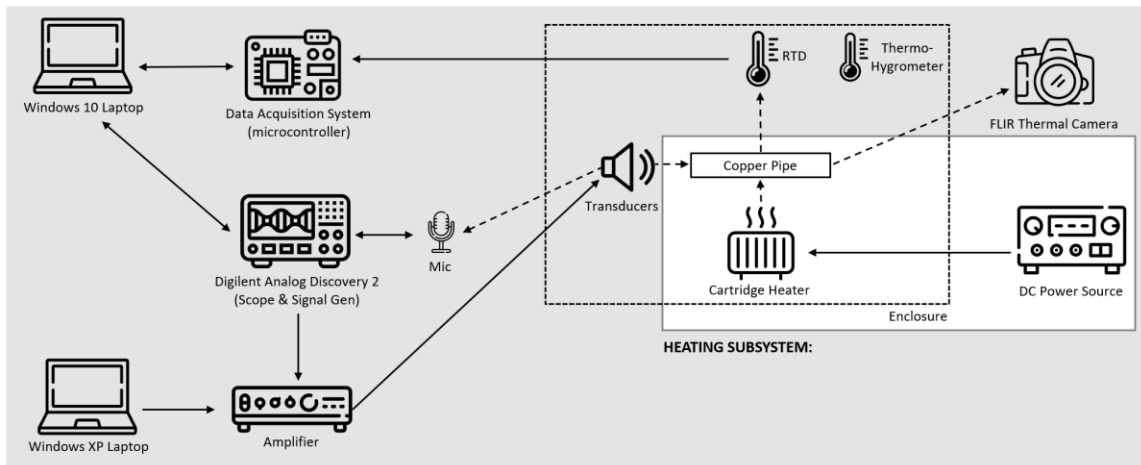 RTD
Thermo-
Hygrometer
Windows 10 Laptop
Data Acquisition System
(microcontroller)
FLIR Thermal Camera
Copper Pipe
Transducers
Mic
Digilent Analog Discovery 2
(Scope & Signal Gen)
Cartridge Heater
DC Power Source
Enclosure
HEATING SUBSYSTEM:
Windows XP Laptop
Amplifier